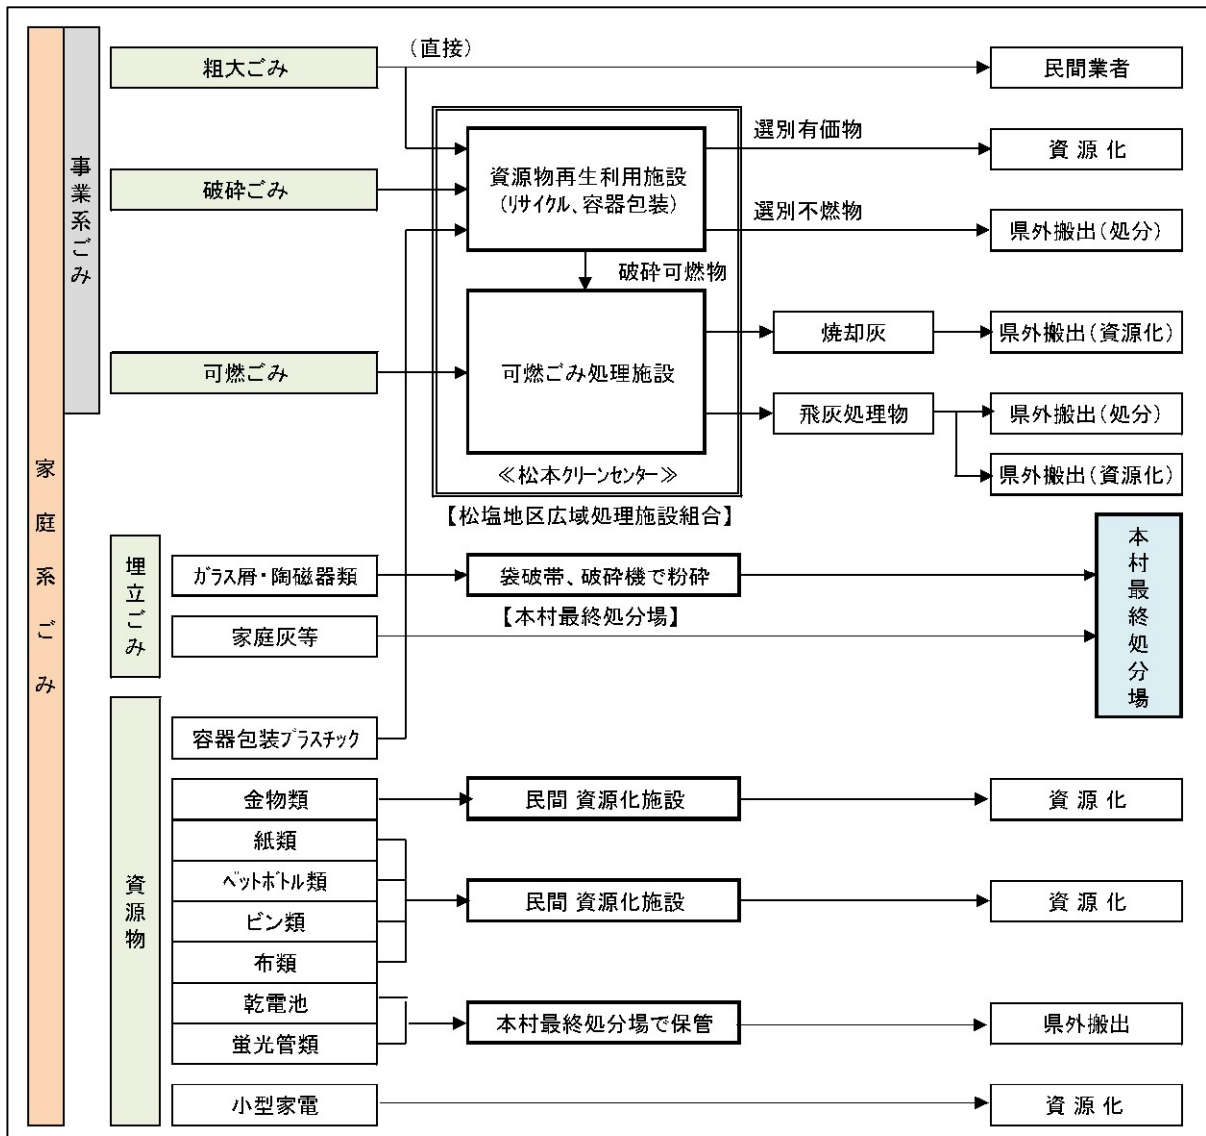 家庭系ごみ
事業系ごみ
粗大ごみ
(直接)
民間業者
破砕ごみ
資源物再生利用施設
(リサイクル、容器包装)
選別有価物
資源化
選別不燃物
県外搬出(処分)
破砕可燃物
可燃ごみ
可燃ごみ処理施設
焼却灰
県外搬出(資源化)
飛灰処理物
県外搬出(処分)
県外搬出(資源化)
≪松本クリーンセンター≫
【松塩地区広域処理施設組合】
埋立ごみ
ガラス屑・陶磁器類
袋破帯、破砕機で粉砕
本村最終処分場
【本村最終処分場】
家庭灰等
資源物
容器包装プラスチック
金物類
民間 資源化施設
資源化
紙類
ペットボトル類
民間 資源化施設
資源化
ビン類
布類
乾電池
本村最終処分場で保管
県外搬出
蛍光管類
小型家電
資源化